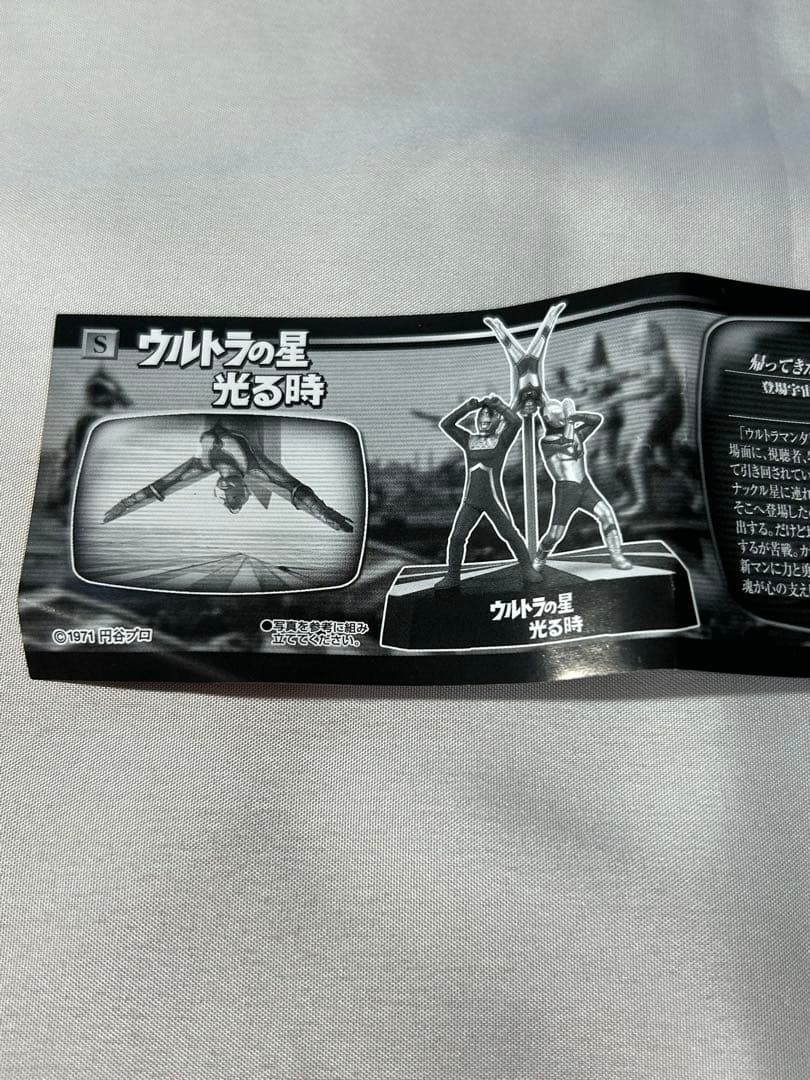 S
ウルトラの星
光る時
©1971 円谷プロ
●写真を参考に組み
立ててください。
ウルトラの星
光る時
帰ってきた
登場宇宙
「ウルトラマンダ
場面に、視聴者、
て引き回されてい
ナックル星に連れ
そこへ登場した
出する。だけど
するが苦戦。か
新マンに力と勇
魂が心の支え